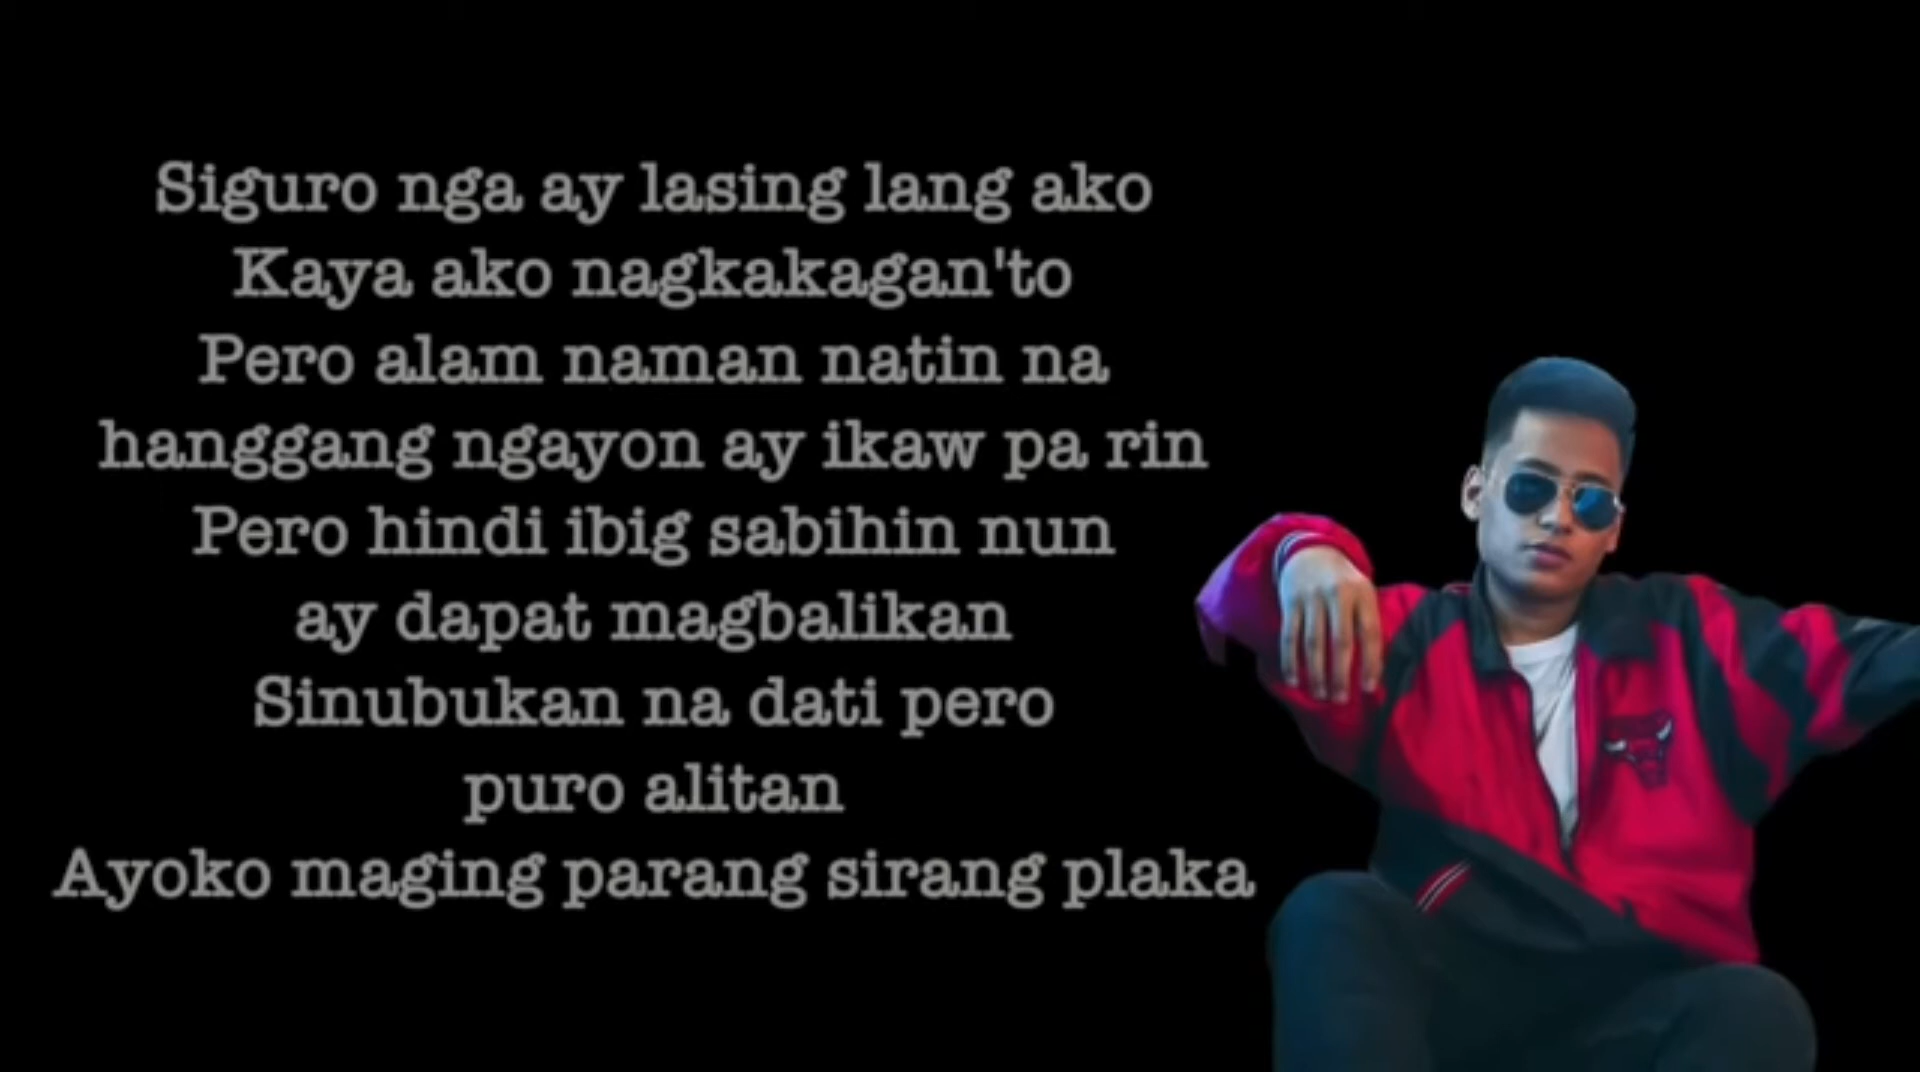 Siguro nga ay lasing lang ako
Kaya ako nagkakagan'to
Pero alam naman natin na
hanggang ngayon ay ikaw pa rin
Pero hindi ibig sabihin nun
ay dapat magbalikan
Sinubukan na dati pero
puro alitan
Ayoko maging parang sirang plaka